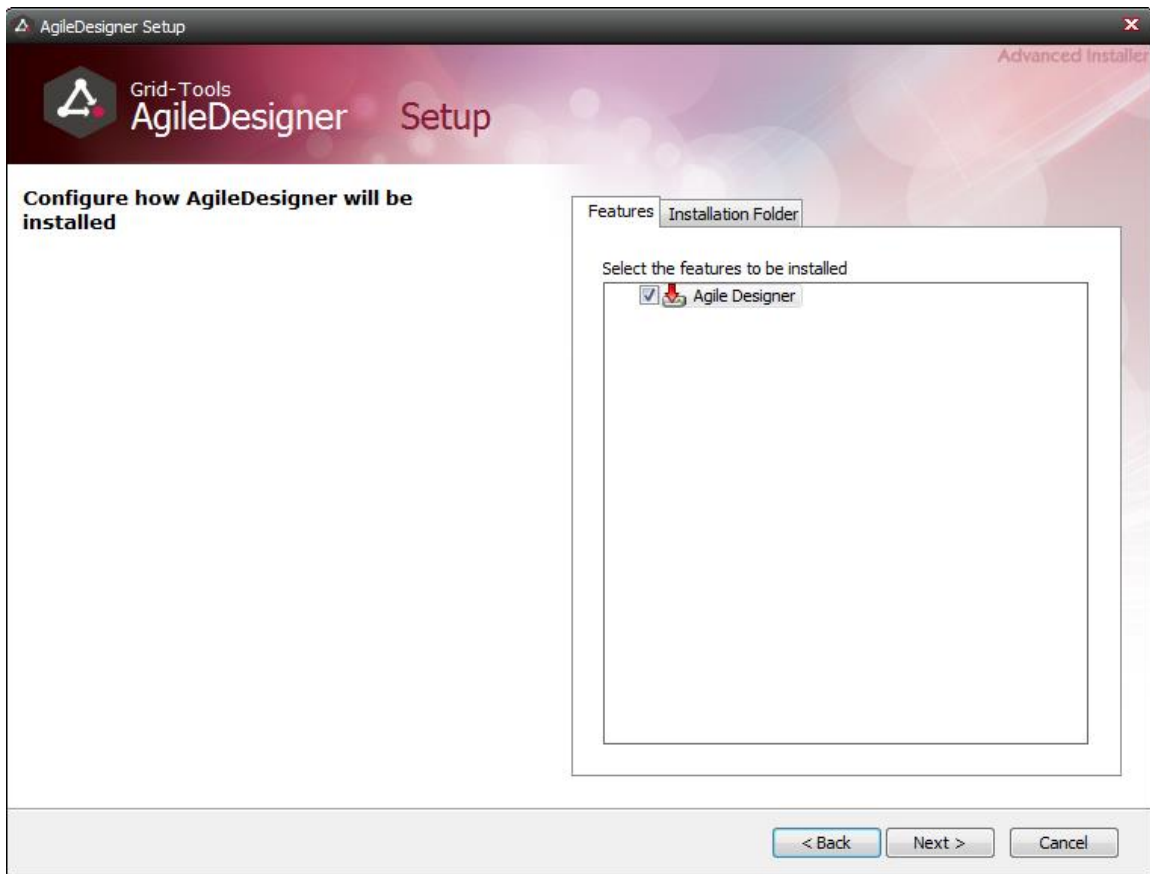 AgileDesigner Setup
Advanced Installer
Grid-Tools
AgileDesigner Setup
Configure how AgileDesigner will be
installed
Features Installation Folder
Select the features to be installed
Agile Designer
< Back Next > Cancel